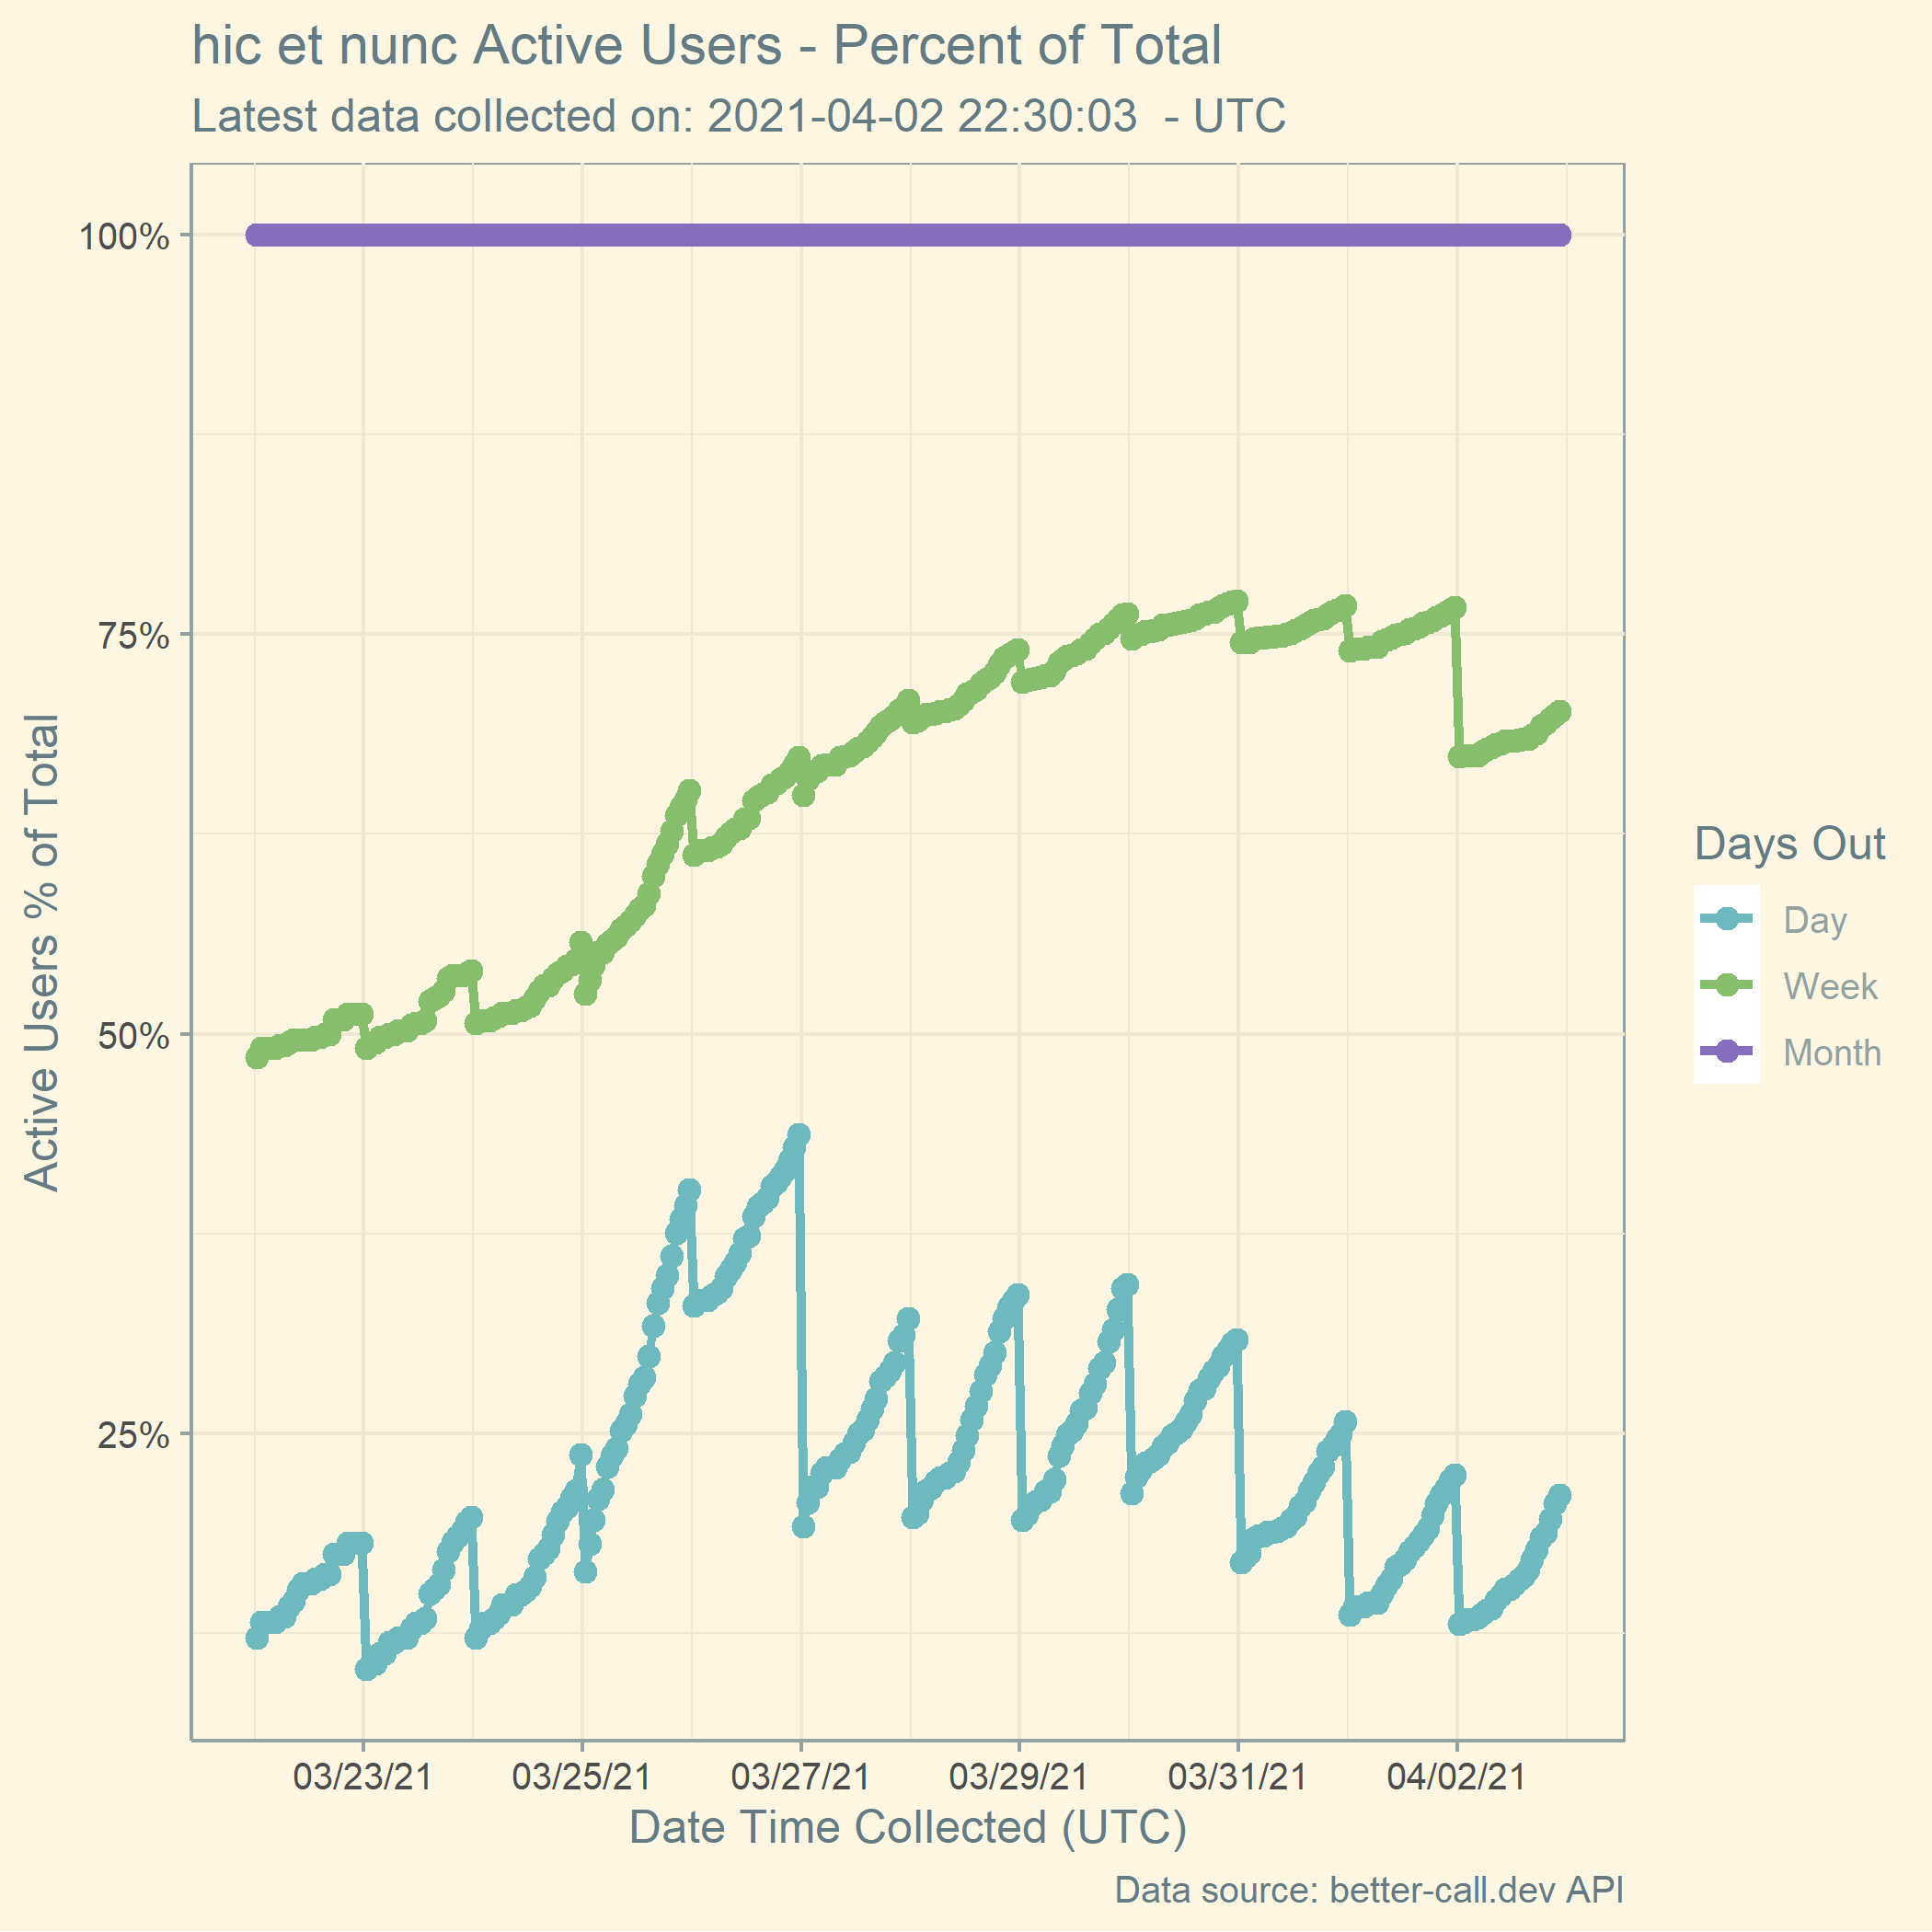 hic et nunc Active Users - Percent of Total
Latest data collected on: 2021-04-02 22:30:03  - UTC
100%
75%
50%
25%
Active Users % of Total
Days Out
Day
Week
Month
03/23/21
03/25/21
03/27/21
03/29/21
03/31/21
04/02/21
Date Time Collected (UTC)
Data source: better-call.dev API